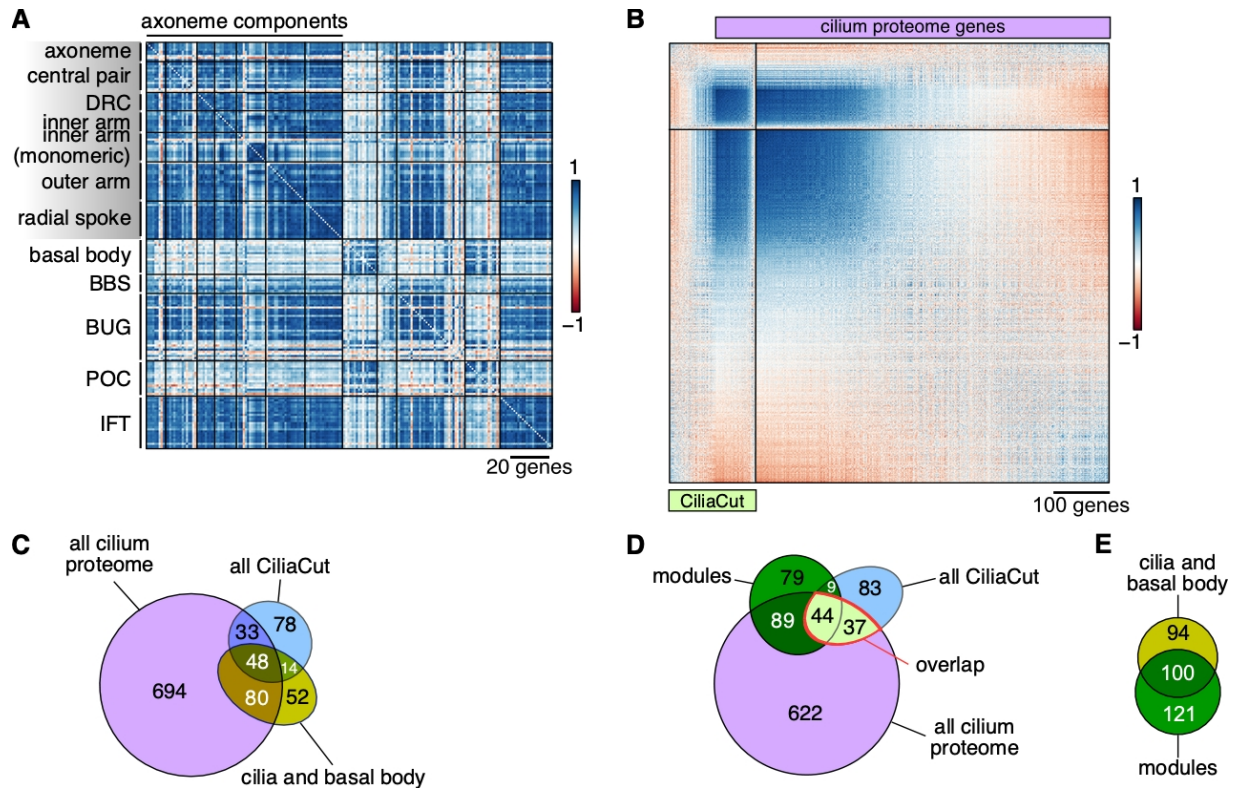 A
axoneme components
axoneme
central pair
DRC
inner arm
inner arm
(monomeric)
outer arm
radial spoke
basal body
BBS
BUG
POC
IFT
1
−1
20 genes
B
cilium proteome genes
1
−1
CiliaCut
100 genes
C
all cilium
proteome
all CiliaCut
33
78
48
14
694
80
52
cilia and basal body
D
modules
79
9
83
all CiliaCut
89
44
37
overlap
622
all cilium
proteome
E
cilia and
basal body
94
100
121
modules